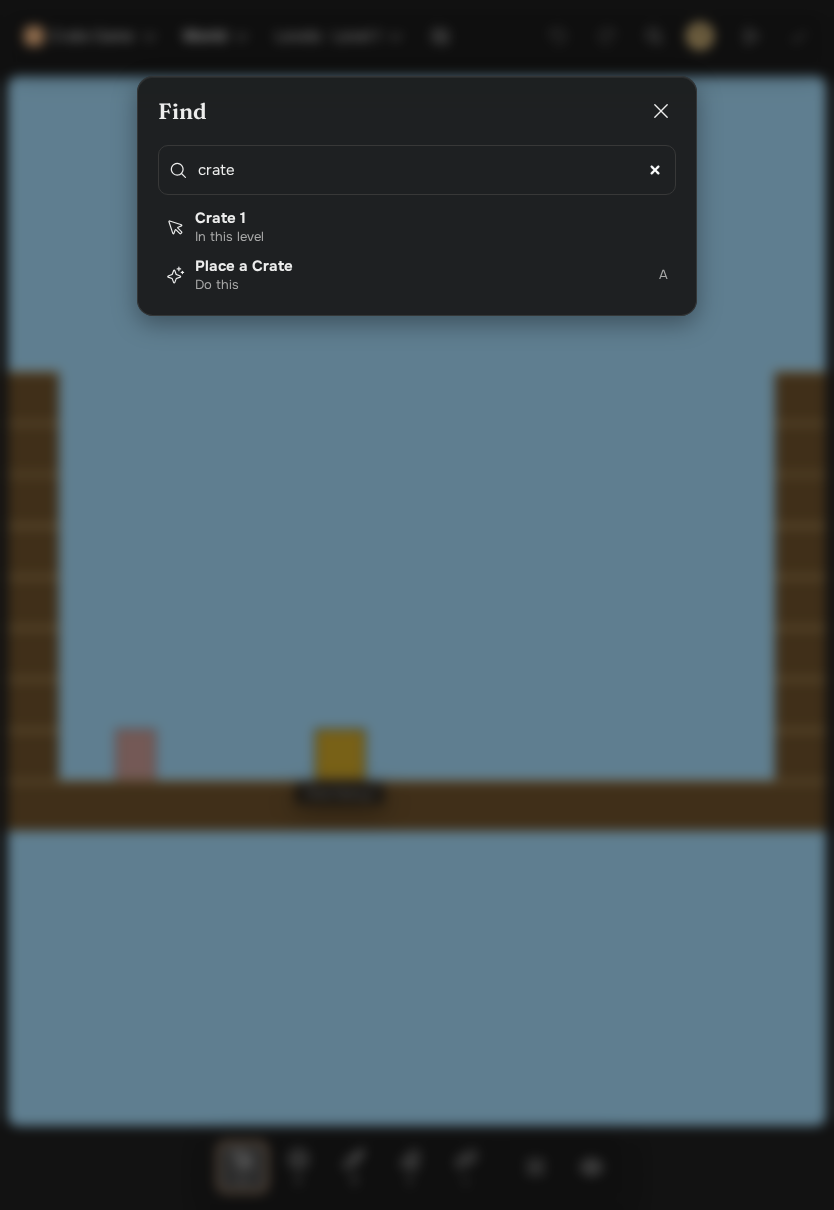 Find
crate
Crate 1
In this level
Place a Crate
Do this
A